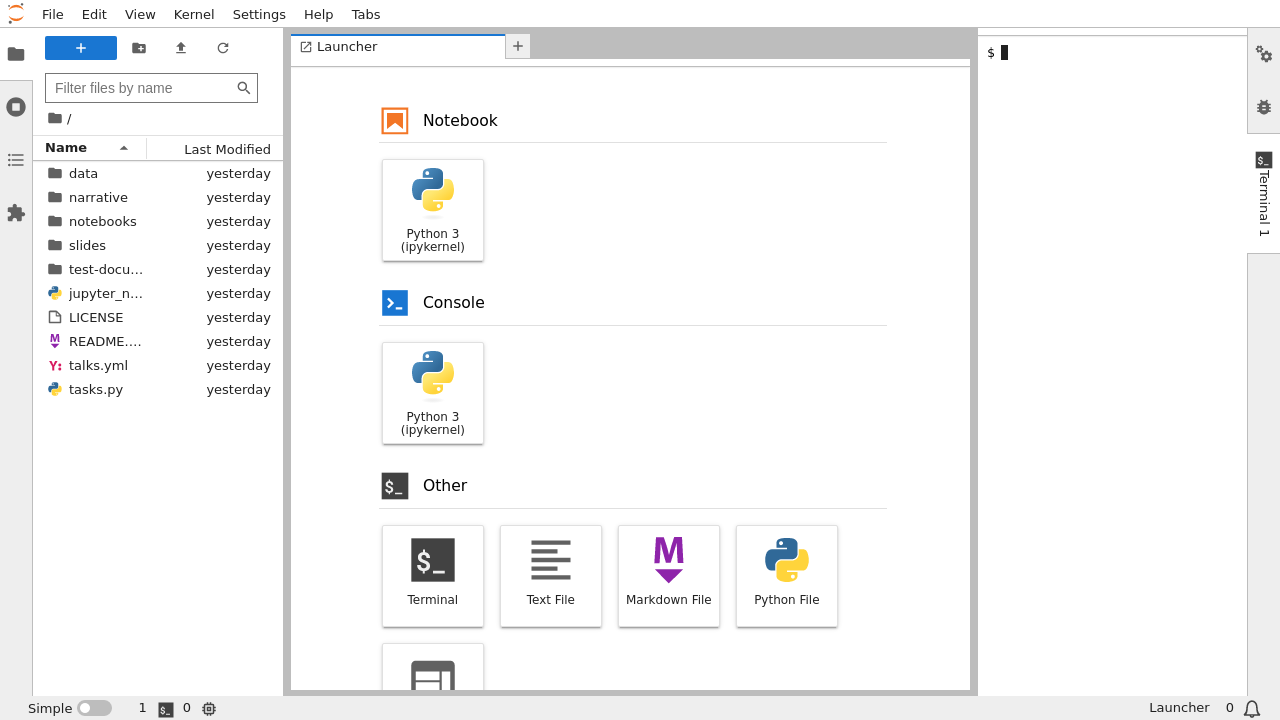 File Edit View Kernel Settings Help Tabs
Launcher
$
Filter files by name
/
Name Last Modified
data yesterday
narrative yesterday
notebooks yesterday
slides yesterday
test-docu… yesterday
jupyter_n… yesterday
LICENSE yesterday
README.… yesterday
talks.yml yesterday
tasks.py yesterday
Notebook
Python 3
(ipykernel)
Console
Python 3
(ipykernel)
$_ Other
$_
Terminal
Text File
M
Markdown File
Python File
$_ Terminal 1
Simple 1 $_ 0
Launcher 0